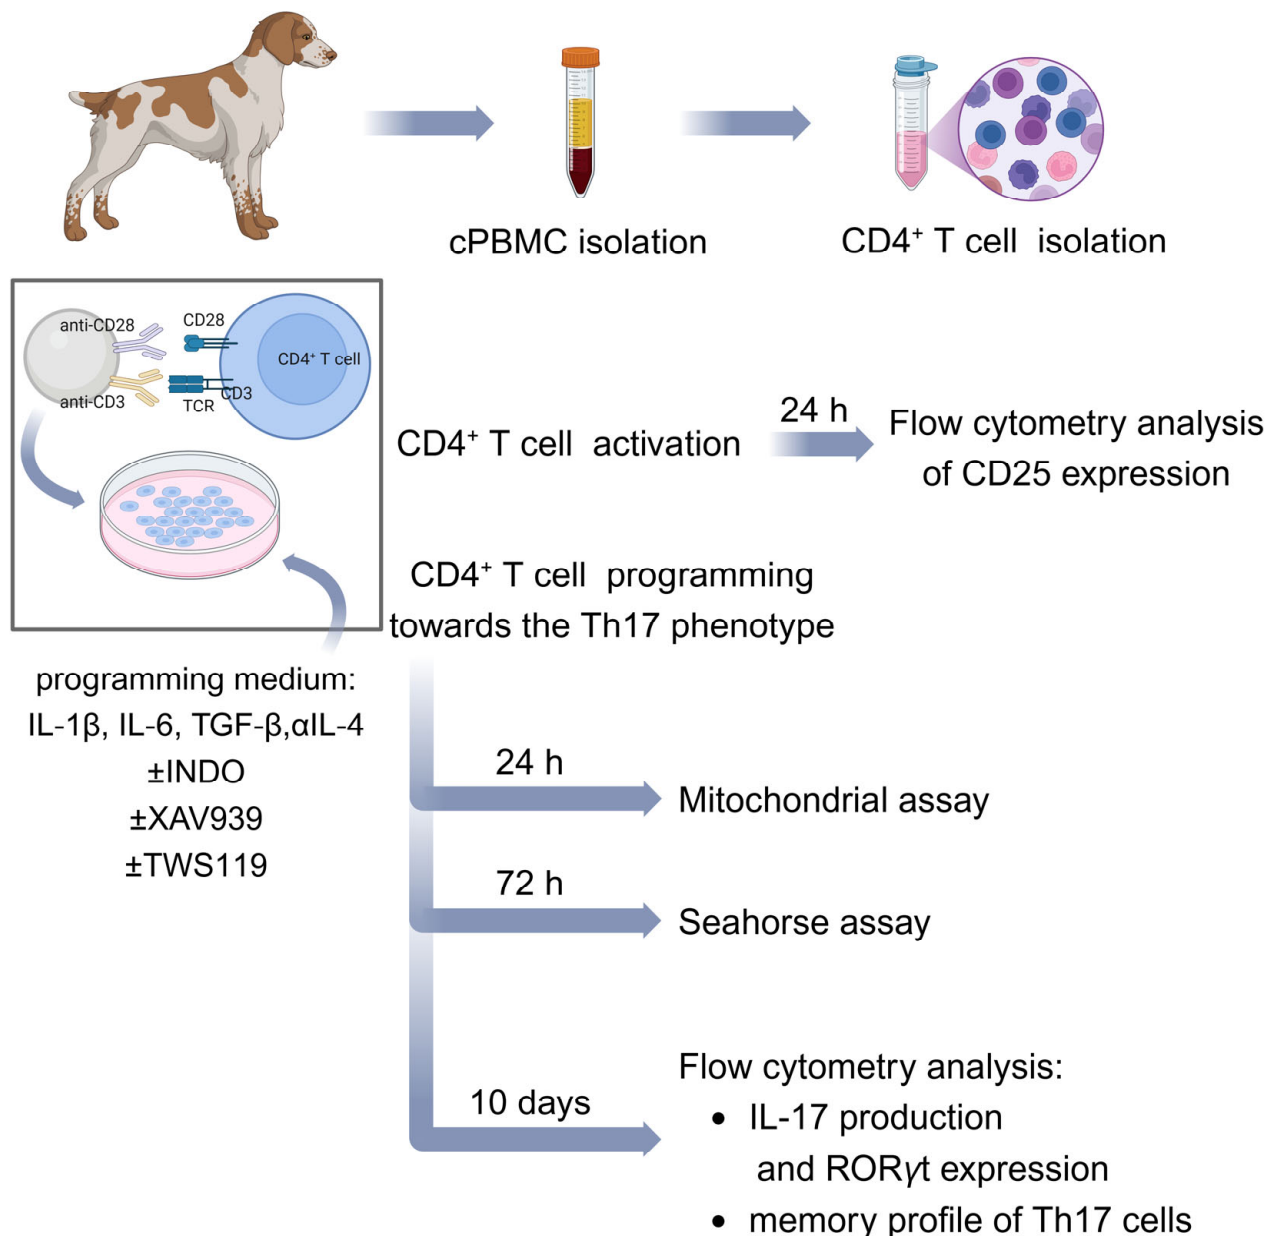 cPBMC isolation
CD4⁺ T cell isolation
anti-CD28
CD28
CD4⁺ T cell
anti-CD3
TCR
CD3
CD4⁺ T cell activation
24 h
Flow cytometry analysis
of CD25 expression
CD4⁺ T cell programming
towards the Th17 phenotype
programming medium:
IL-1β, IL-6, TGF-β,αIL-4
±INDO
±XAV939
±TWS119
24 h
Mitochondrial assay
72 h
Seahorse assay
10 days
Flow cytometry analysis:
• IL-17 production
and RORγt expression
• memory profile of Th17 cells